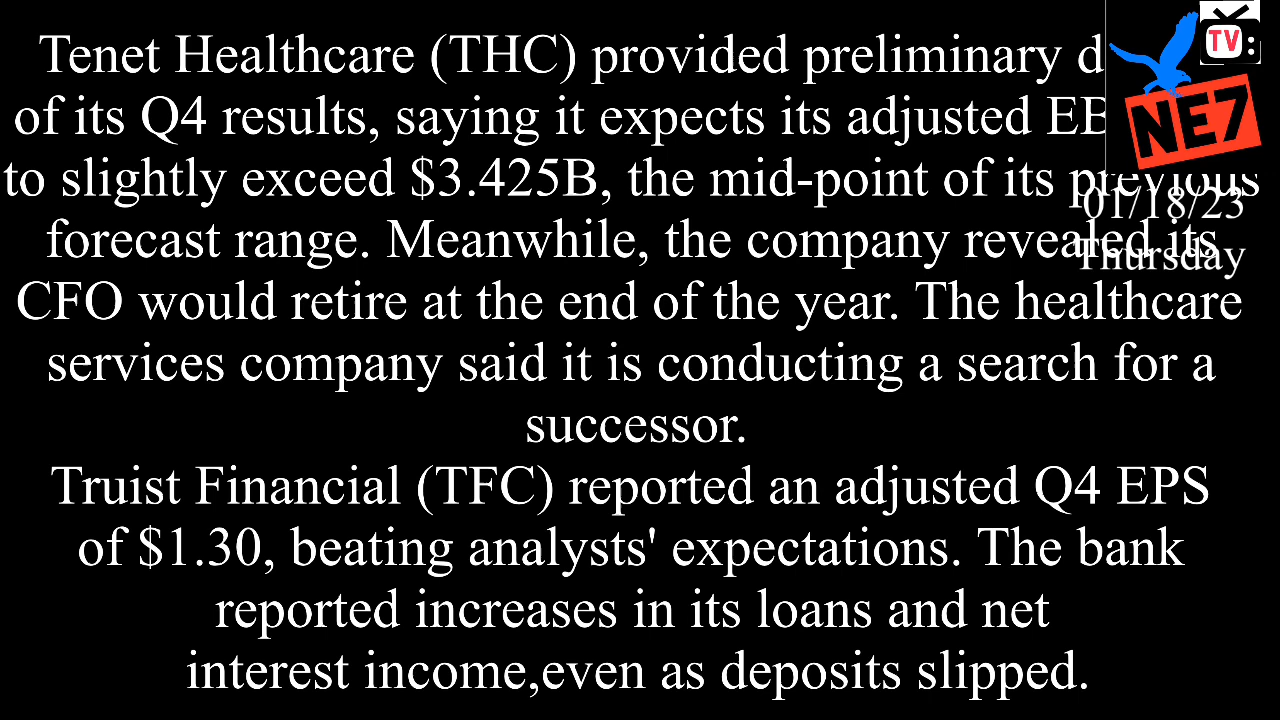 Tenet Healthcare (THC) provided preliminary
of its Q4 results, saying it expects its adjusted
to slightly exceed $3.425B, the mid-point of its previous
forecast range. Meanwhile, the company revealed its
CFO would retire at the end of the year. The healthcare
services company said it is conducting a search for a
successor.
Truist Financial (TFC) reported an adjusted Q4 EPS
of $1.30, beating analysts' expectations. The bank
reported increases in its loans and net
interest income,even as deposits slipped.
TV:
NE7
01/18/23
Thursday